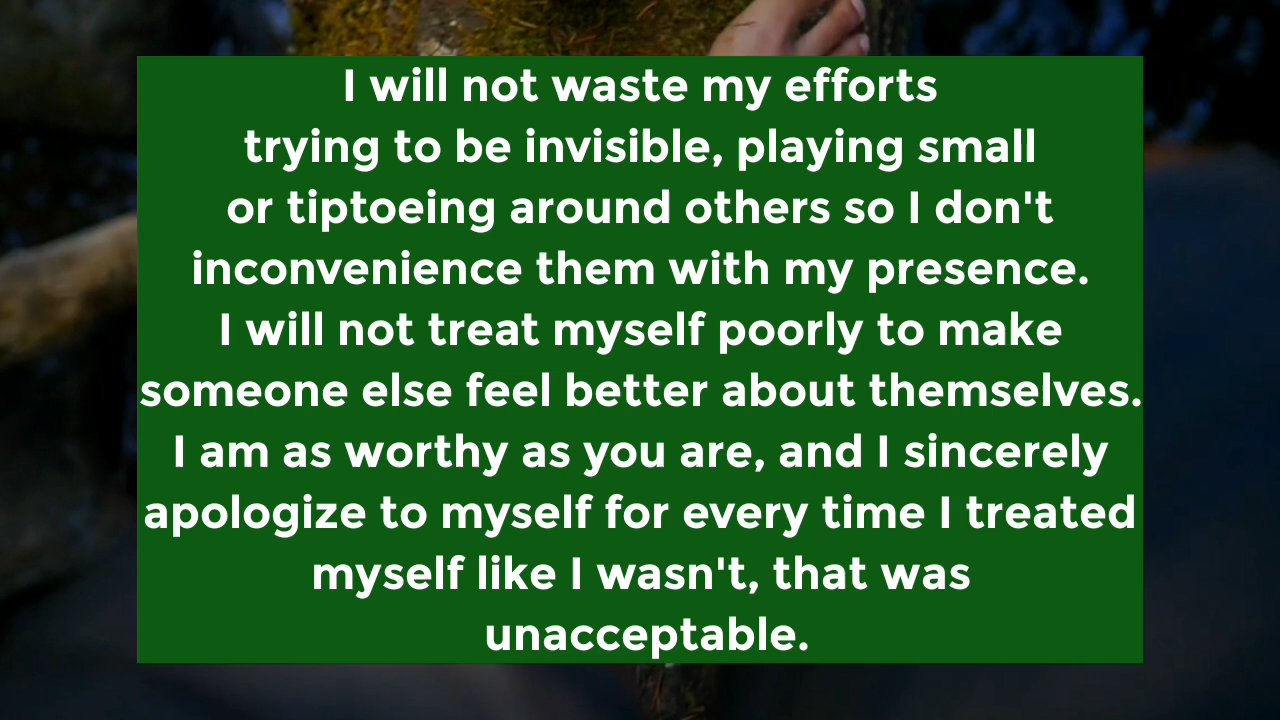 I will not waste my efforts
trying to be invisible, playing small
or tiptoeing around others so I don't
inconvenience them with my presence.
I will not treat myself poorly to make
someone else feel better about themselves.
I am as worthy as you are, and I sincerely
apologize to myself for every time I treated
myself like I wasn't, that was
unacceptable.